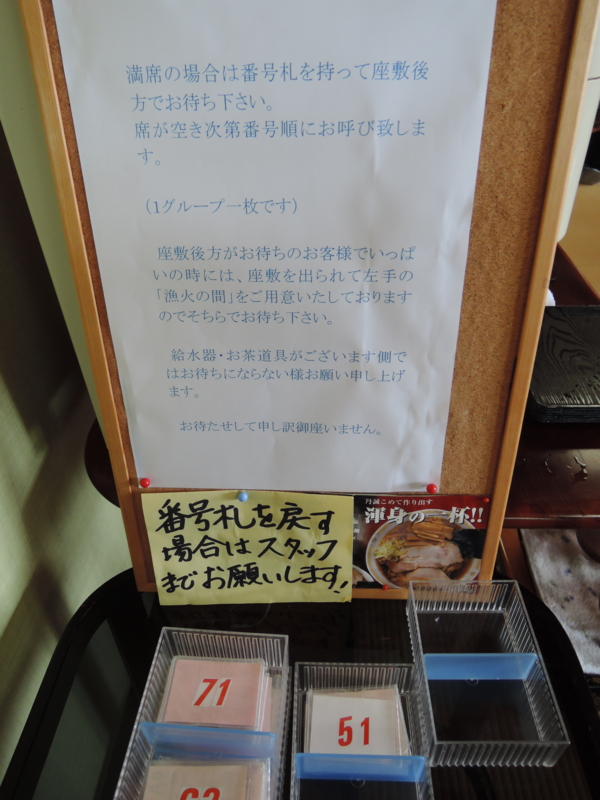 満席の場合は番号札を持って座敷後
方でお待ち下さい。
席が空き次第番号順にお呼び致しま
す。
（1グループ一枚です）
座敷後方がお待ちのお客様でいっぱ
いの時には、座敷を出られて左手の
「漁火の間」をご用意いたしております
のでそちらでお待ち下さい。
給水器・お茶道具がございます側で
はお待ちにならない様お願い申し上げ
ます。
お待たせして申し訳御座いません。
番号札を戻す
場合はスタッフ
までお願いします!
丹誠こめて作り出す
渾身の一杯!!
71
51